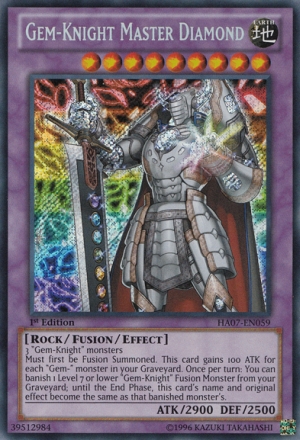 GEM-KNIGHT MASTER DIAMOND
EARTH
地
1st Edition
HA07-EN059
[ROCK / FUSION / EFFECT]
3 "Gem-Knight" monsters
Must first be Fusion Summoned. This card gains 100 ATK for
each "Gem-" monster in your Graveyard. Once per turn: You can
banish 1 Level 7 or lower "Gem-Knight" Fusion Monster from your
Graveyard; until the End Phase, this card's name and original
effect become the same as that banished monster's.
ATK/2900 DEF/2500
39512984
©1996 KAZUKI TAKAHASHI